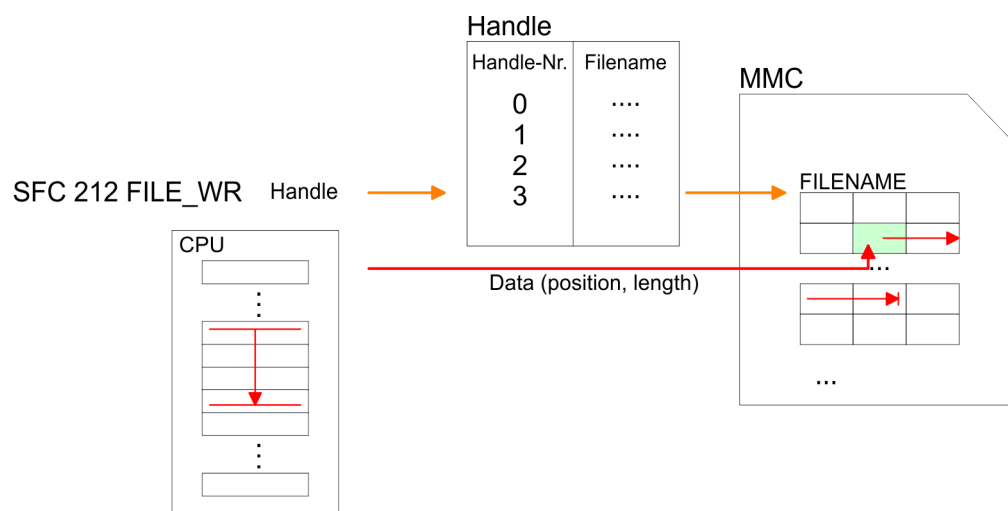 Handle
Handle-Nr. Filename
0 ....
1 ....
2 ....
3 ....
MMC
SFC 212 FILE_WR Handle
FILENAME
CPU
...
Data (position, length)
...